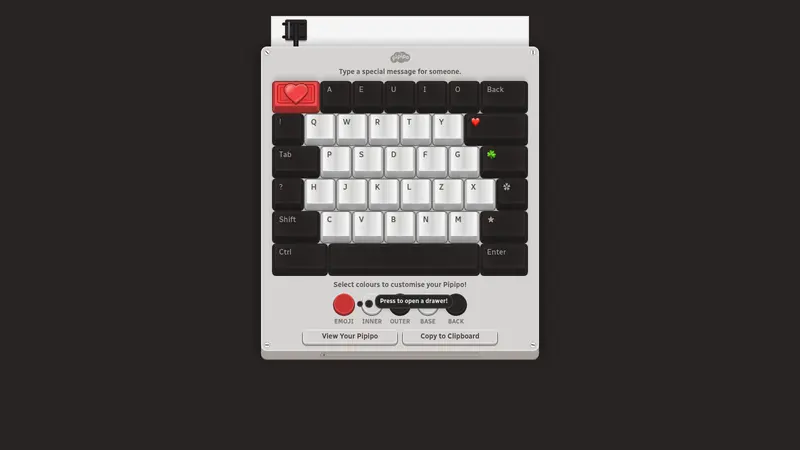 Type a special message for someone.
A E U I O Back
! Q W R T Y ❤️
Tab P S D F G ☘️
? H J K L Z X ✲
Shift C V B N M *
Ctrl Enter
Select colours to customise your Pipipo!
Press to open a drawer!
EMOJI INNER OUTER BASE BACK
View Your Pipipo Copy to Clipboard